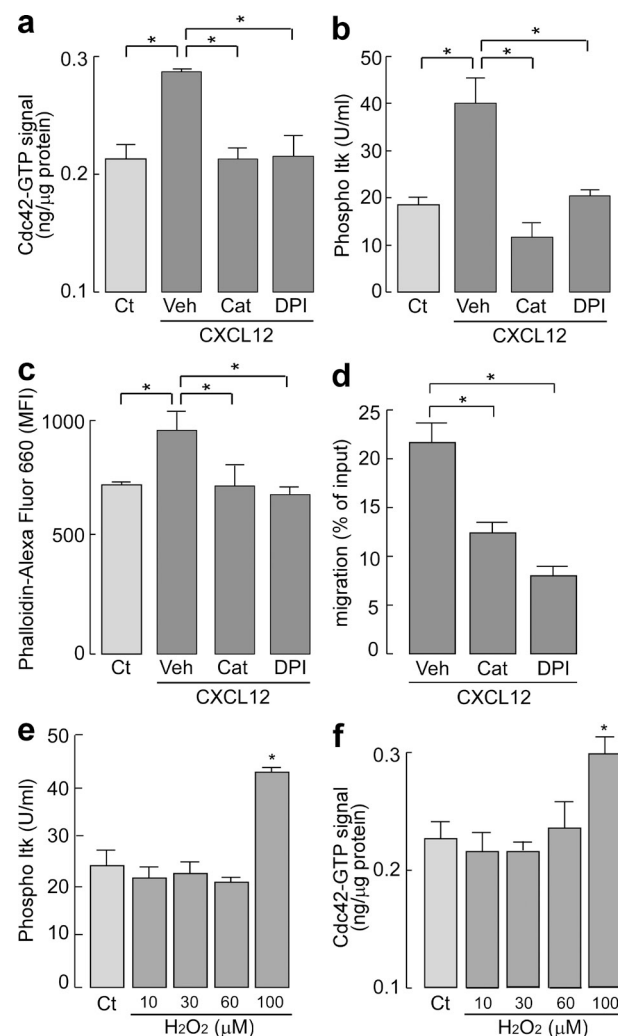 a
Cdc42-GTP signal
(ng/μg protein)
0.3
0.2
0.1
* * *
Ct Veh Cat DPI
CXCL12
b
Phospho Itk (U/ml)
50
40
30
20
10
0
* * *
Ct Veh Cat DPI
CXCL12
c
Phalloidin-Alexa Fluor 660 (MFI)
1000
500
0
* * *
Ct Veh Cat DPI
CXCL12
d
migration (% of input)
25
20
15
10
5
0
* *
Veh Cat DPI
CXCL12
e
Phospho Itk (U/ml)
50
40
30
20
10
0
*
Ct 10 30 60 100
H2O2 (μM)
f
Cdc42-GTP signal
(ng/μg protein)
0.3
0.2
0.1
*
Ct 10 30 60 100
H2O2 (μM)